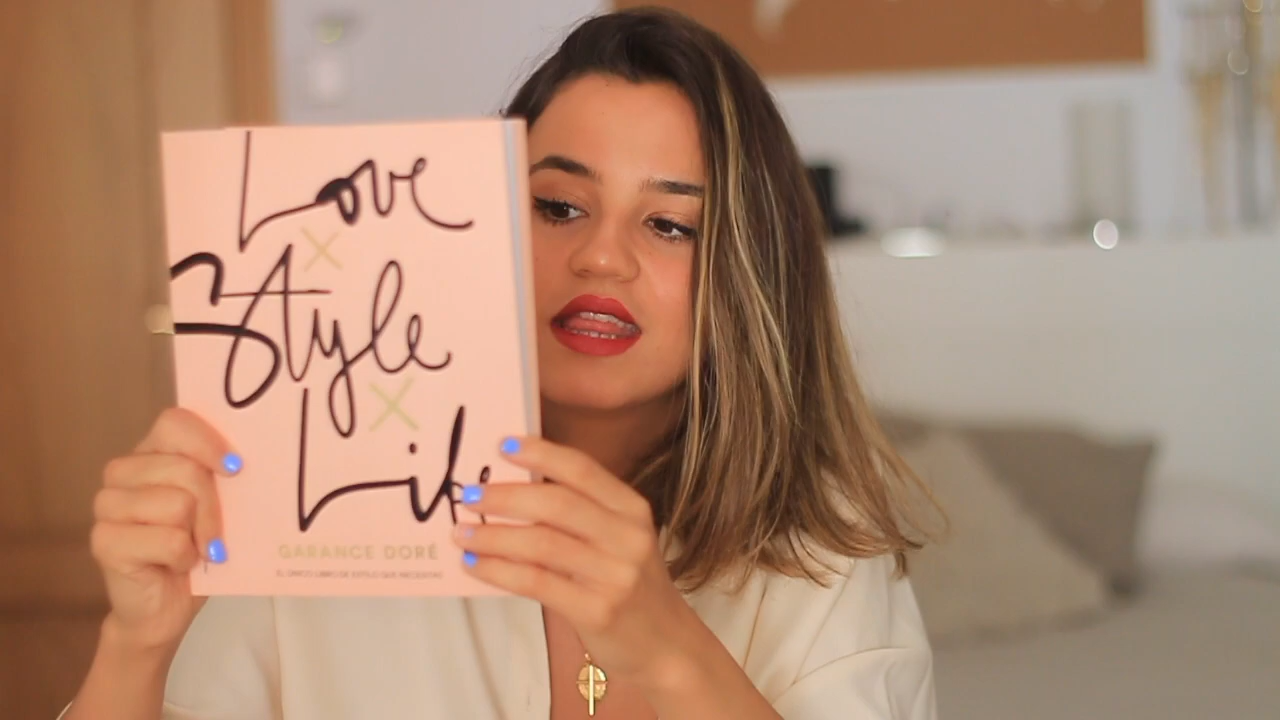 Love
x
Style
x
Life
GARANCE DORÉ
EL ÚNICO LIBRO DE ESTILO QUE NECESITAS